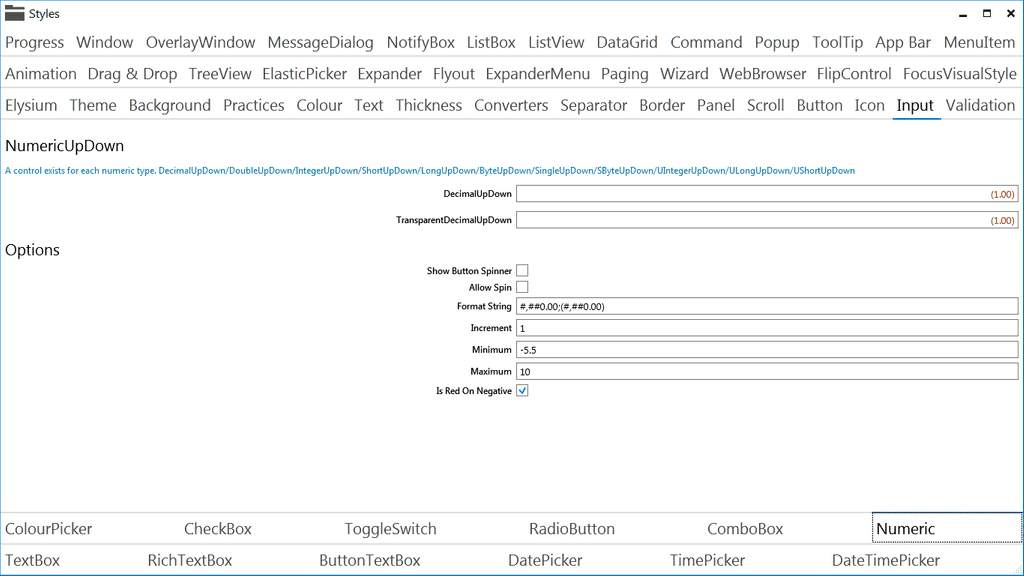 Styles
Progress Window OverlayWindow MessageDialog NotifyBox ListBox ListView DataGrid Command Popup ToolTip App Bar MenuItem
Animation Drag & Drop TreeView ElasticPicker Expander Flyout ExpanderMenu Paging Wizard WebBrowser FlipControl FocusVisualStyle
Elysium Theme Background Practices Colour Text Thickness Converters Separator Border Panel Scroll Button Icon Input Validation
NumericUpDown
A control exists for each numeric type. DecimalUpDown/DoubleUpDown/IntegerUpDown/ShortUpDown/LongUpDown/ByteUpDown/SingleUpDown/SByteUpDown/UIntegerUpDown/ULongUpDown/UShortUpDown
DecimalUpDown (1.00)
TransparentDecimalUpDown (1.00)
Options
Show Button Spinner
Allow Spin
Format String #,##0.00;(#,##0.00)
Increment 1
Minimum -5.5
Maximum 10
Is Red On Negative
ColourPicker CheckBox ToggleSwitch RadioButton ComboBox Numeric
TextBox RichTextBox ButtonTextBox DatePicker TimePicker DateTimePicker